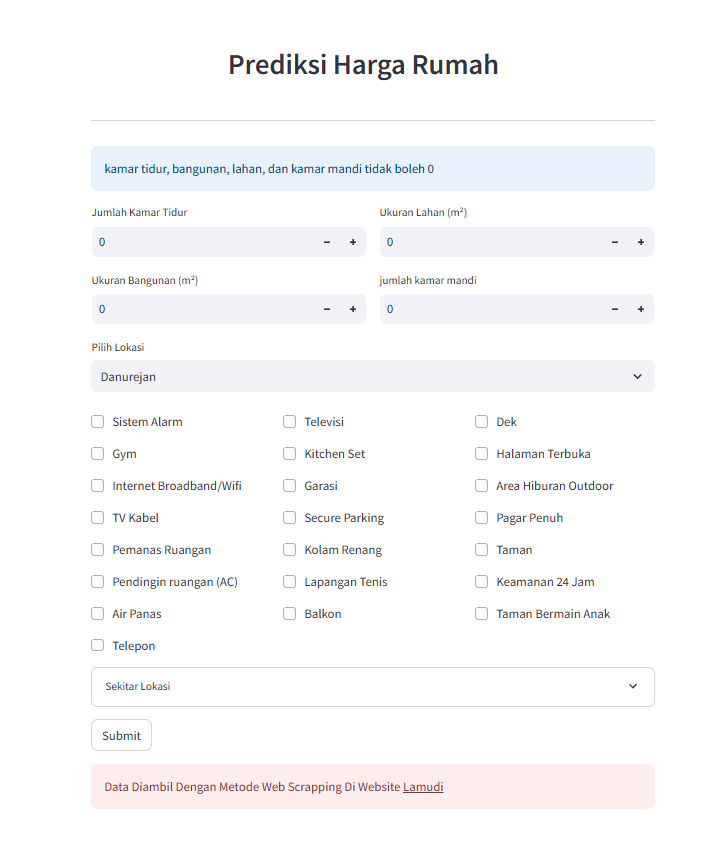 Prediksi Harga Rumah
kamar tidur, bangunan, lahan, dan kamar mandi tidak boleh 0
Jumlah Kamar Tidur
Ukuran Lahan (m²)
0 − +
0 − +
Ukuran Bangunan (m²)
jumlah kamar mandi
0 − +
0 − +
Pilih Lokasi
Danurejan
Sistem Alarm
Televisi
Dek
Gym
Kitchen Set
Halaman Terbuka
Internet Broadband/Wifi
Garasi
Area Hiburan Outdoor
TV Kabel
Secure Parking
Pagar Penuh
Pemanas Ruangan
Kolam Renang
Taman
Pendingin ruangan (AC)
Lapangan Tenis
Keamanan 24 Jam
Air Panas
Balkon
Taman Bermain Anak
Telepon
Sekitar Lokasi
Submit
Data Diambil Dengan Metode Web Scrapping Di Website Lamudi